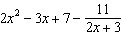 2x² − 3x + 7 − 11/(2x + 3)